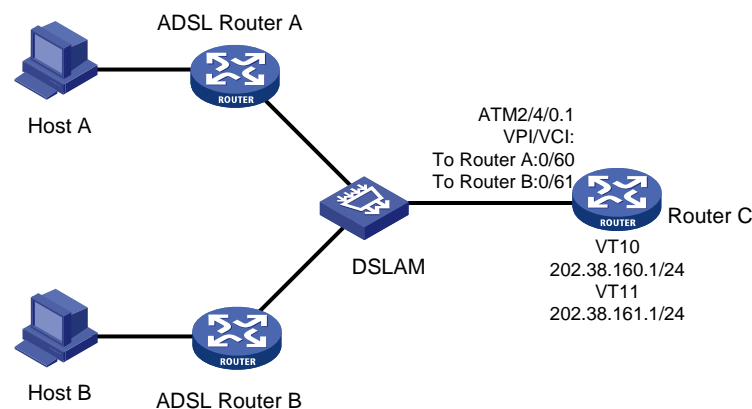 ADSL Router A
ROUTER
Host A
ATM2/4/0.1
VPI/VCI:
To Router A:0/60
To Router B:0/61
ROUTER
Router C
DSLAM
VT10
202.38.160.1/24
VT11
202.38.161.1/24
ROUTER
Host B
ADSL Router B